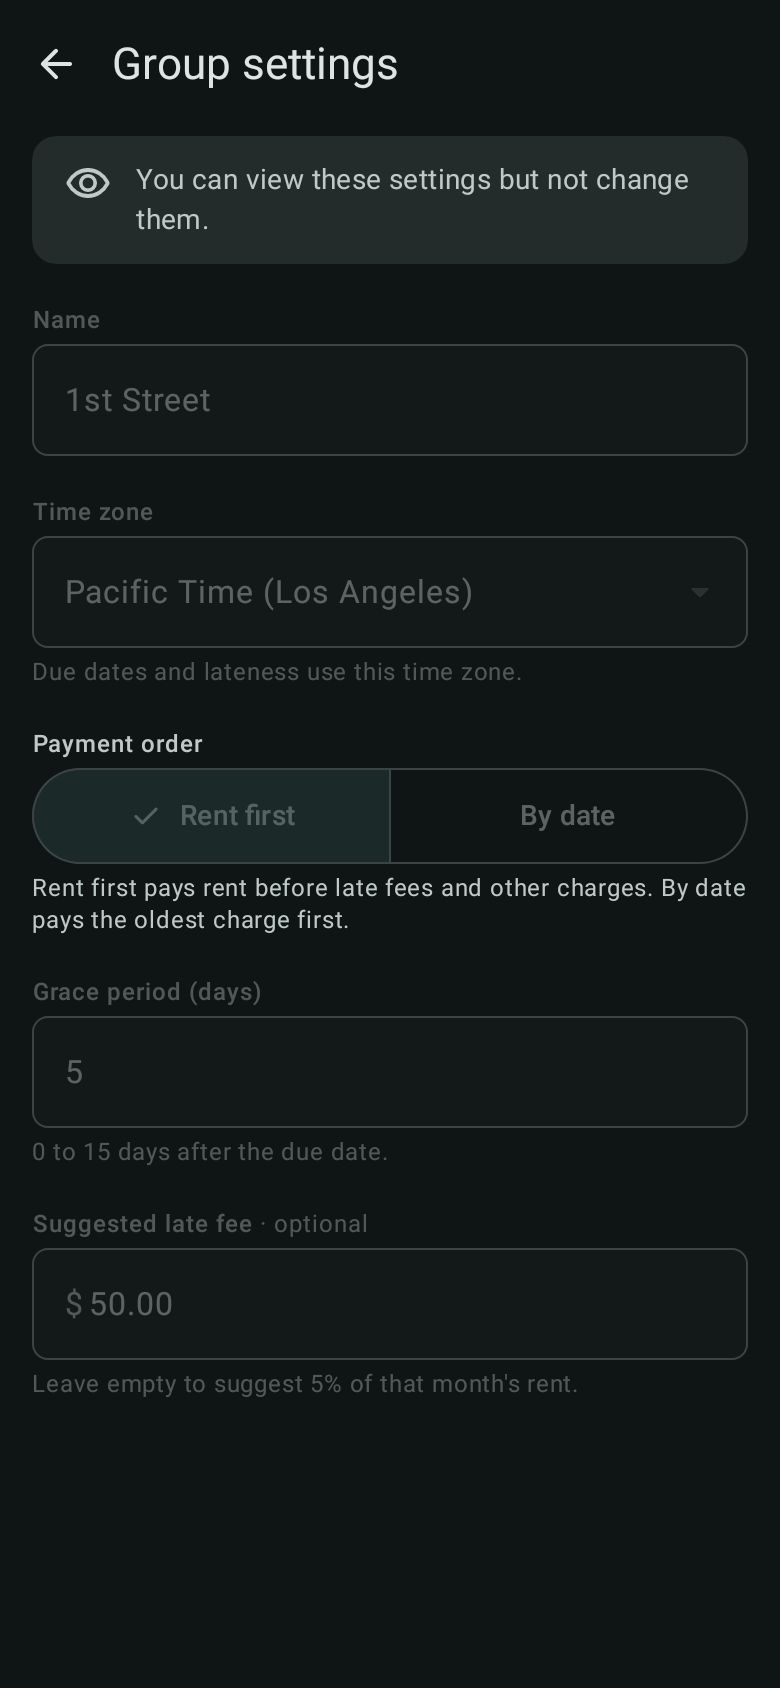 Group settings
You can view these settings but not change
them.
Name
1st Street
Time zone
Pacific Time (Los Angeles)
Due dates and lateness use this time zone.
Payment order
Rent first
By date
Rent first pays rent before late fees and other charges. By date
pays the oldest charge first.
Grace period (days)
5
0 to 15 days after the due date.
Suggested late fee · optional
$ 50.00
Leave empty to suggest 5% of that month's rent.